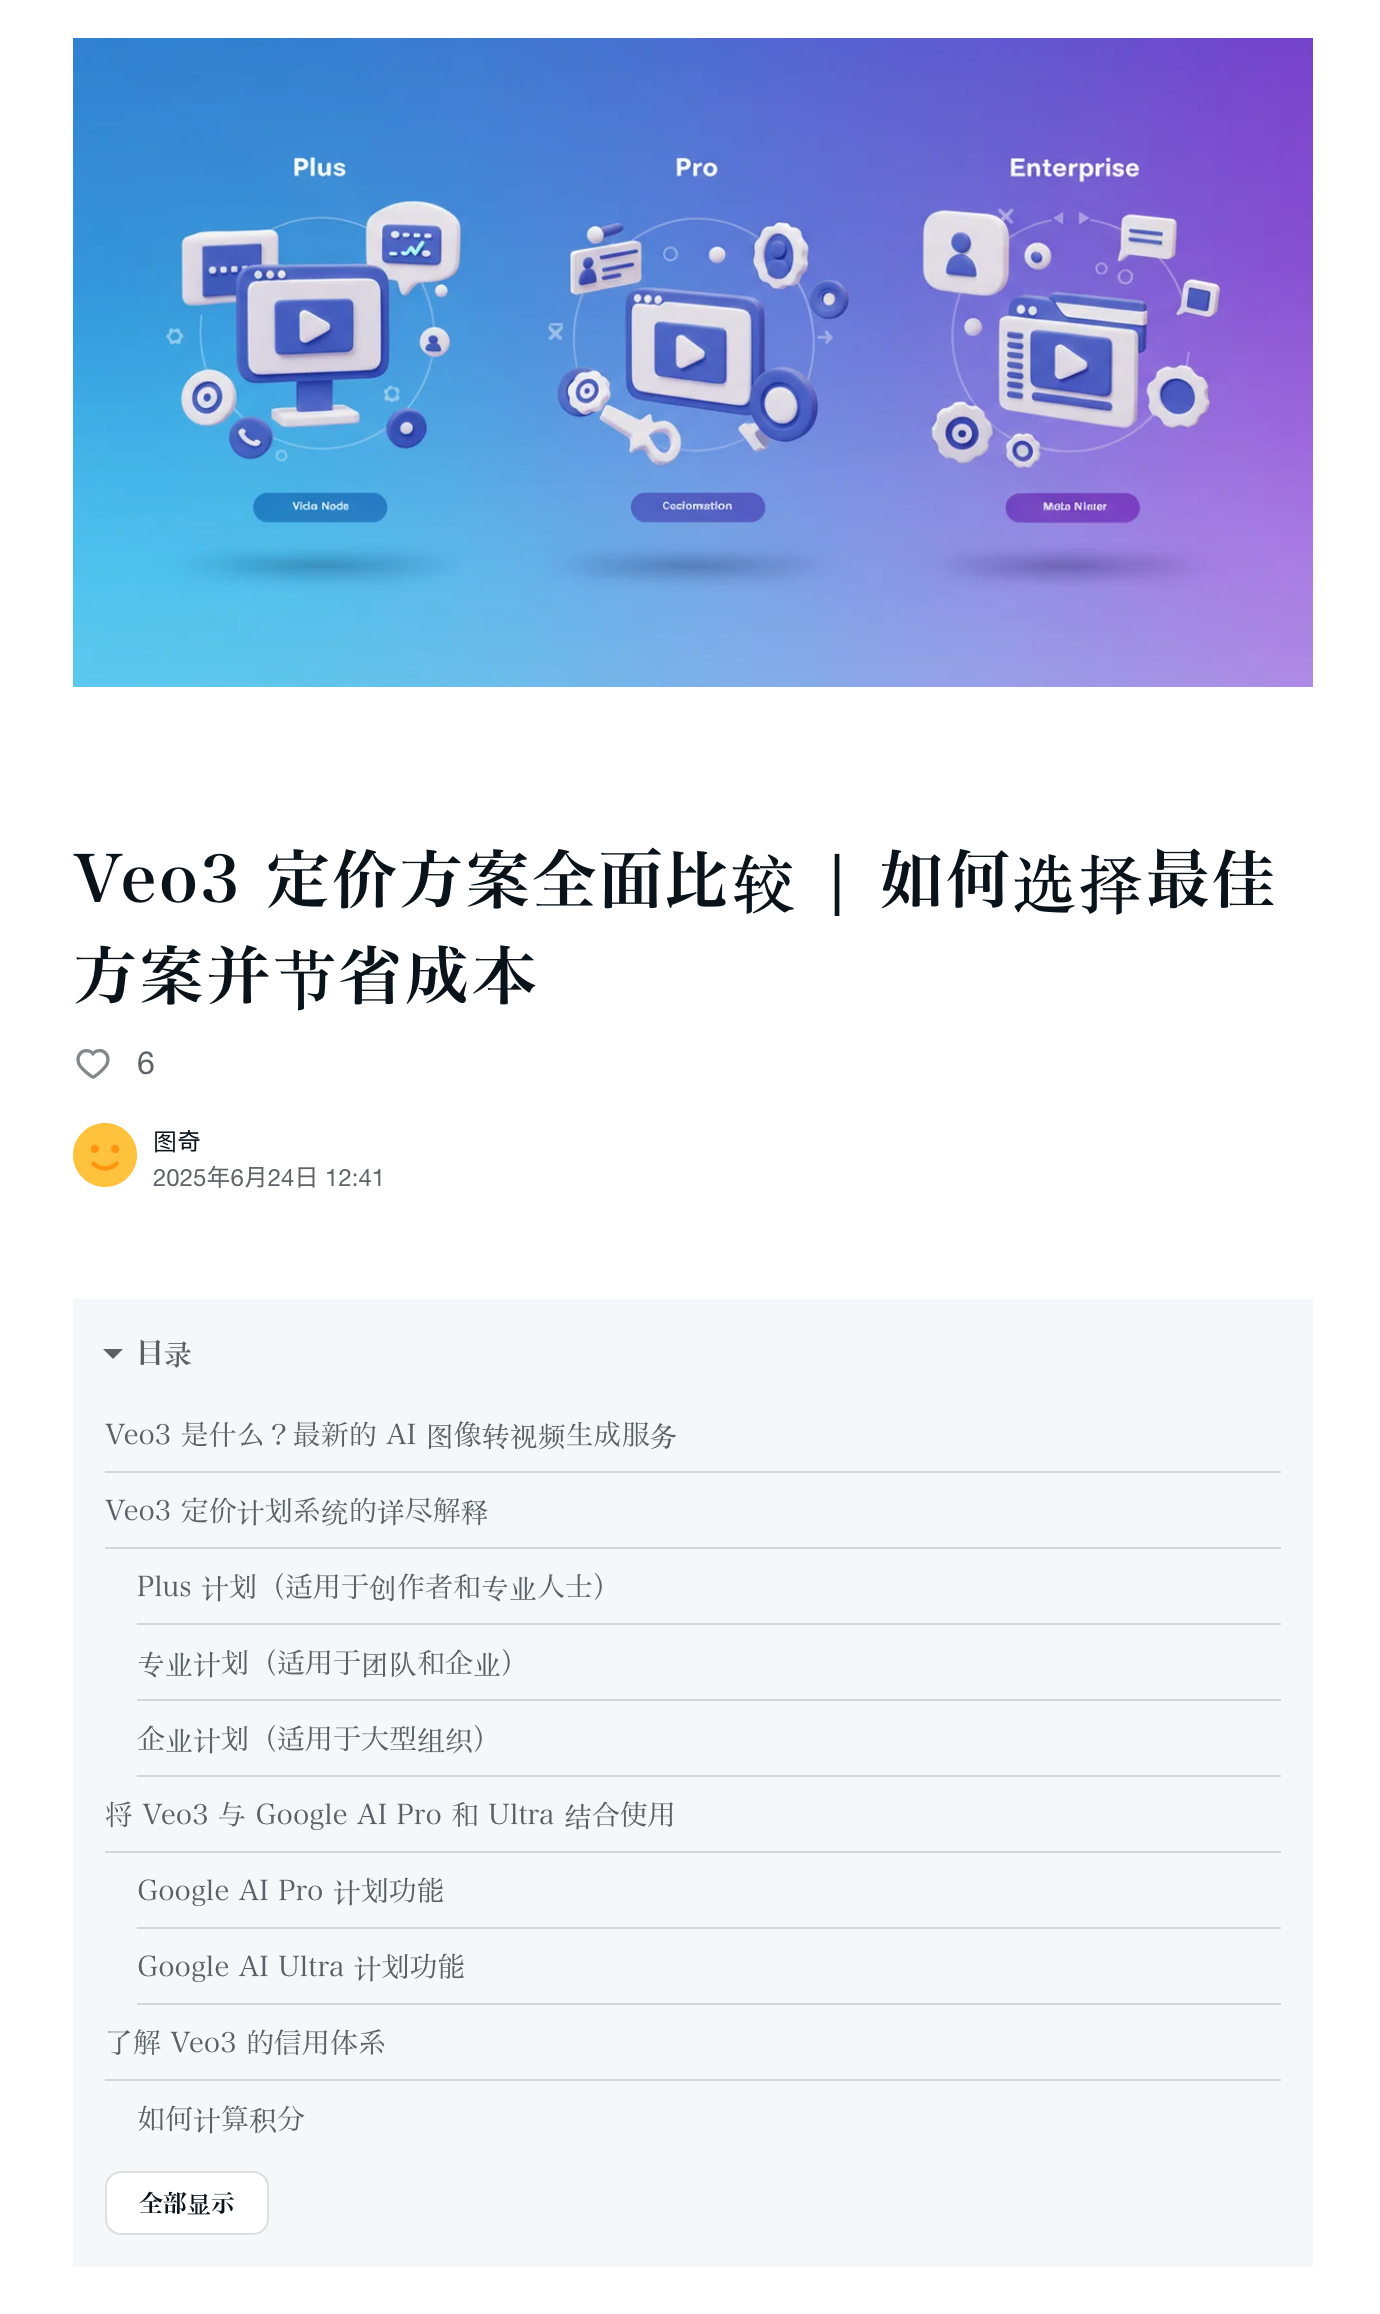 Plus
Pro
Enterprise
Vida Node
Ceclomation
Veo3 定价方案全面比较 | 如何选择最佳
方案并节省成本
6
图奇
2025年6月24日 12:41
目录
Veo3 是什么？最新的 AI 图像转视频生成服务
Veo3 定价计划系统的详尽解释
Plus 计划（适用于创作者和专业人士）
专业计划（适用于团队和企业）
企业计划（适用于大型组织）
将 Veo3 与 Google AI Pro 和 Ultra 结合使用
Google AI Pro 计划功能
Google AI Ultra 计划功能
了解 Veo3 的信用体系
如何计算积分
全部显示